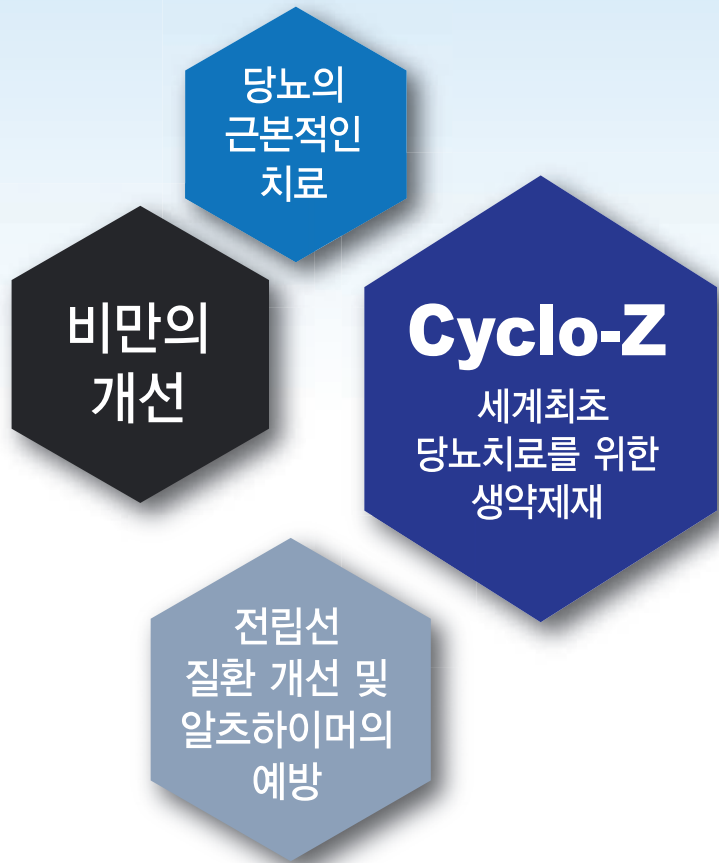 당뇨의
근본적인
치료
비만의
개선
Cyclo-Z
세계최초
당뇨치료를 위한
생약제재
전립선
질환 개선 및
알츠하이머의
예방